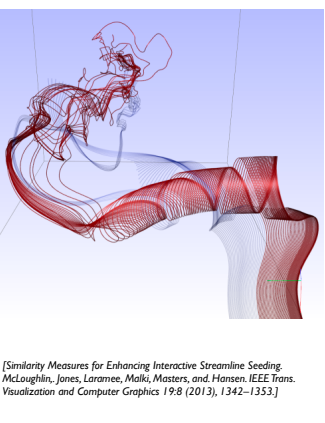 [Similarity Measures for Enhancing Interactive Streamline Seeding.
McLoughlin,. Jones, Laramee, Malki, Masters, and. Hansen. IEEE Trans.
Visualization and Computer Graphics 19:8 (2013), 1342–1353.]